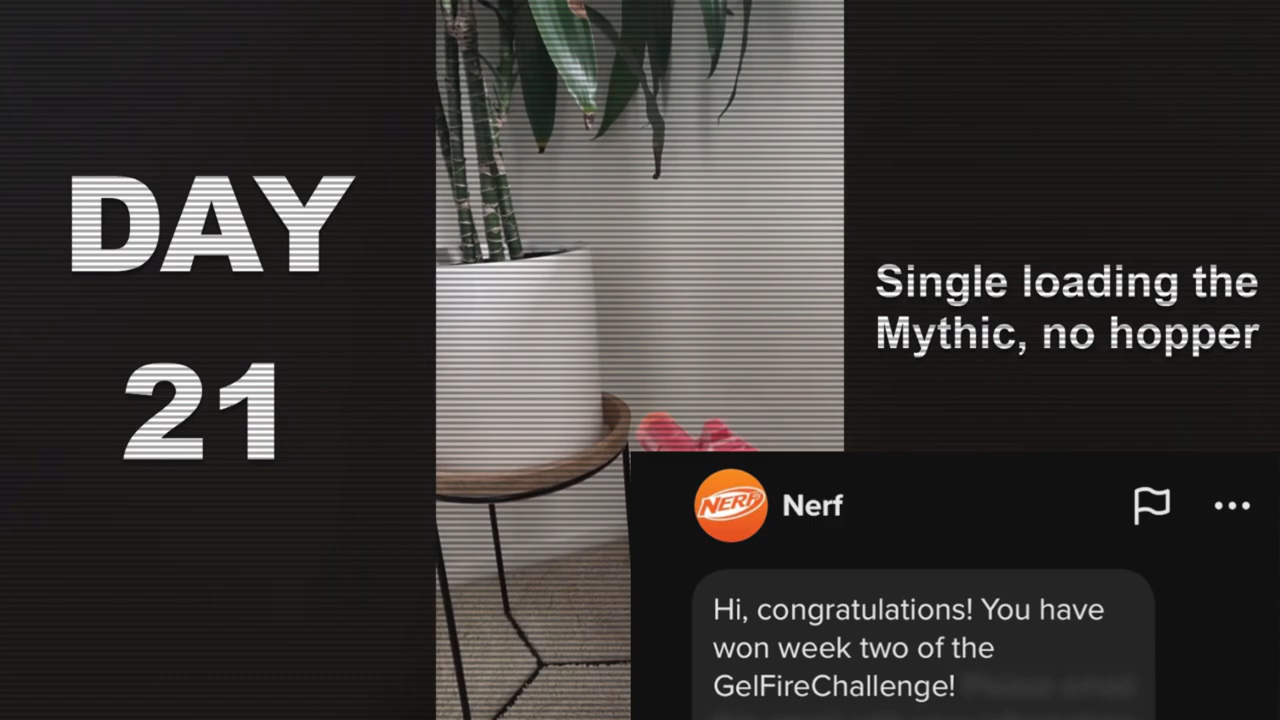 DAY
21
Single loading the
Mythic, no hopper
NERF
Nerf
Hi, congratulations! You have
won week two of the
GelFireChallenge!